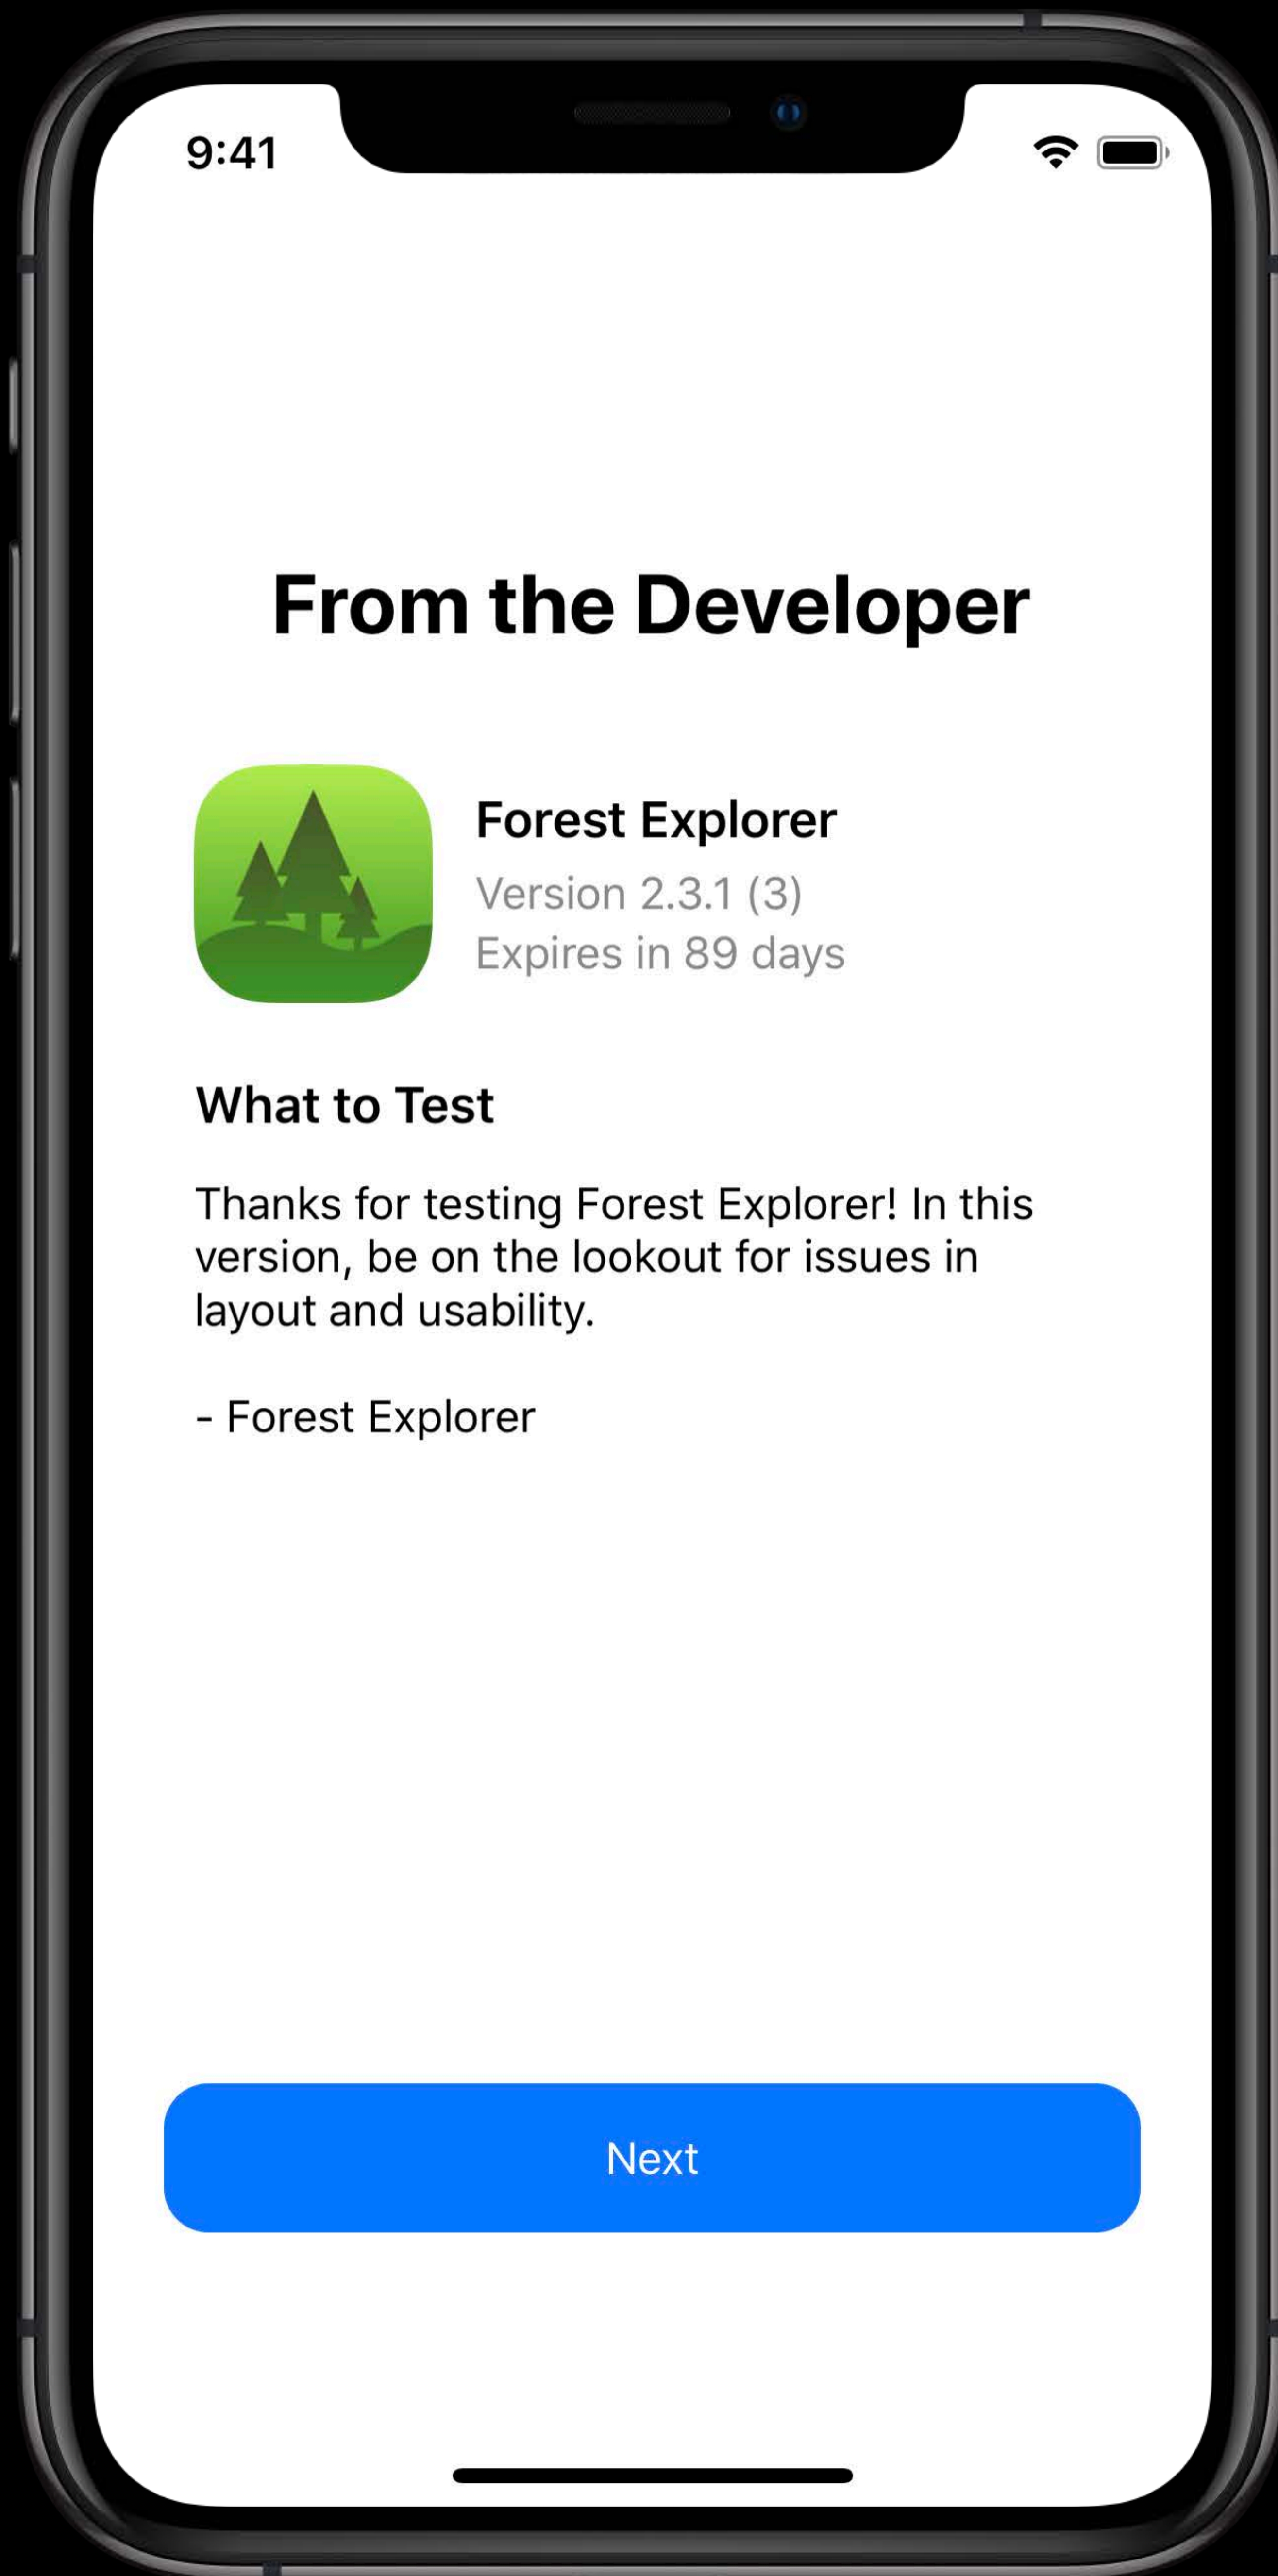 9:41
From the Developer
Forest Explorer
Version 2.3.1 (3)
Expires in 89 days
What to Test
Thanks for testing Forest Explorer! In this
version, be on the lookout for issues in
layout and usability.
- Forest Explorer
Next